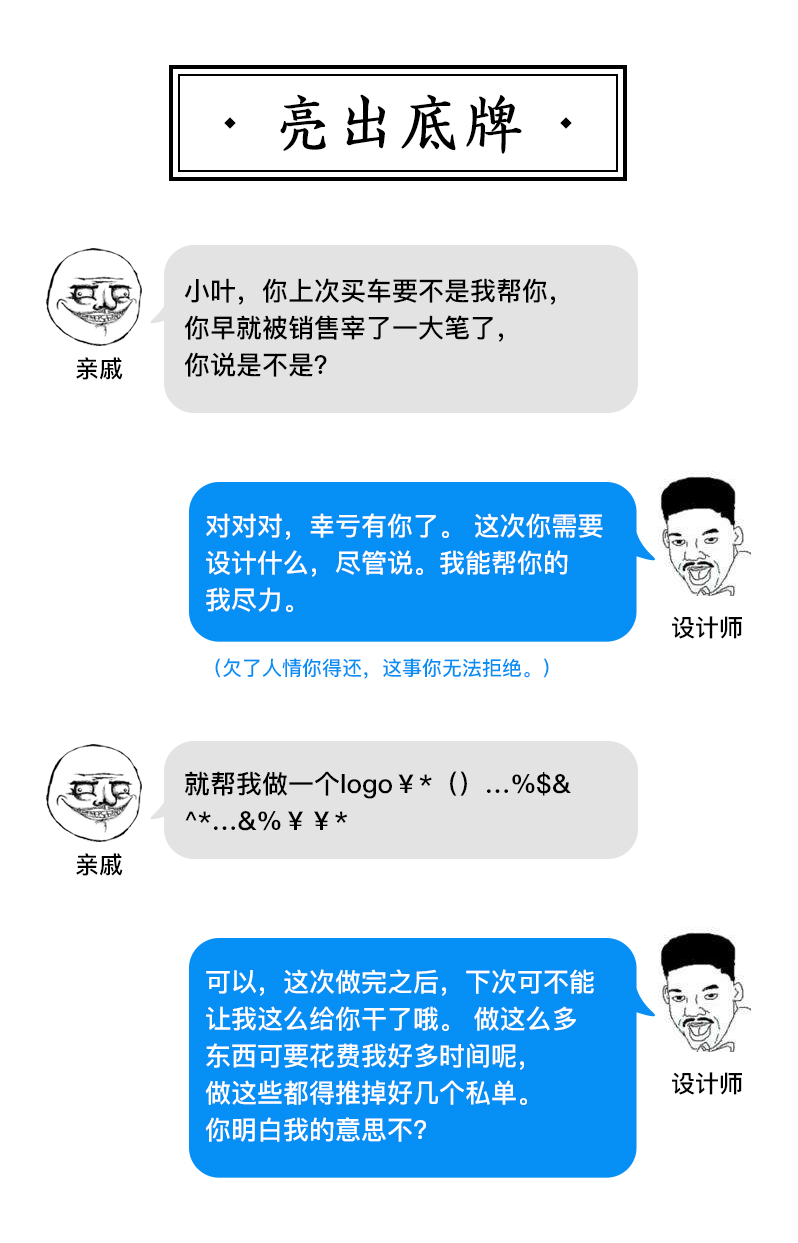 · 亮出底牌 ·
小叶，你上次买车要不是我帮你，
你早就被销售宰了一大笔了，
你说是不是？
亲戚
对对对，幸亏有你了。 这次你需要
设计什么，尽管说。我能帮你的
我尽力。
设计师
（欠了人情你得还，这事你无法拒绝。）
就帮我做一个logo￥*（）…%$&
^*…&%￥￥*
亲戚
可以，这次做完之后，下次可不能
让我这么给你干了哦。 做这么多
东西可要花费我好多时间呢，
做这些都得推掉好几个私单。
你明白我的意思不？
设计师